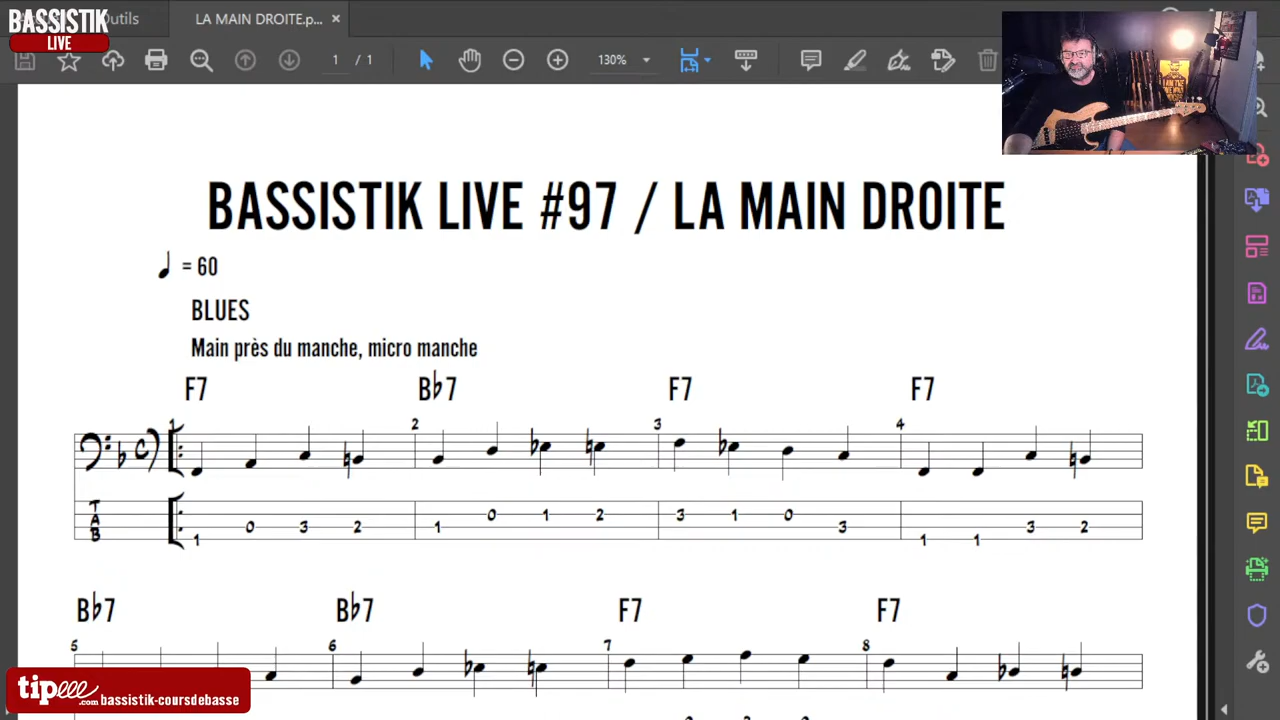 BASSISTIK
LIVE
utils
LA MAIN DROITE.p... ×
1 / 1
130%
BASSISTIK LIVE #97 / LA MAIN DROITE
= 60
BLUES
Main près du manche, micro manche
F7 B♭7 F7 F7
1 2 3 4
T
A
B
1 0 3 2 1 0 1 2 3 1 0 3 1 1 3 2
B♭7 B♭7 F7 F7
5 6 7 8
tipeee
.com bassistik-coursdebasse